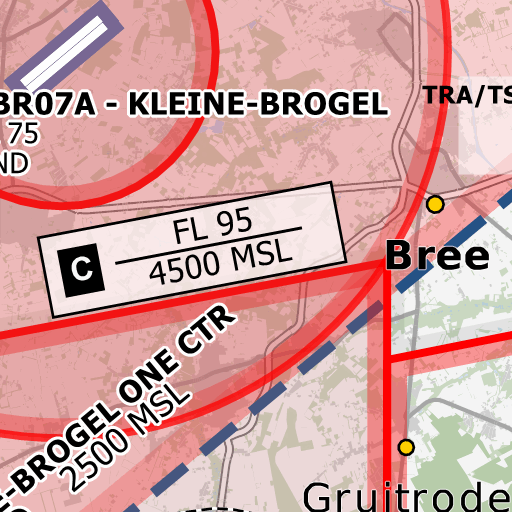 BR07A - KLEINE-BROGEL
TRA/TS
75
ND
FL 95
C
4500 MSL
Bree
E-BROGEL ONE CTR
2500 MSL
Gruitrode